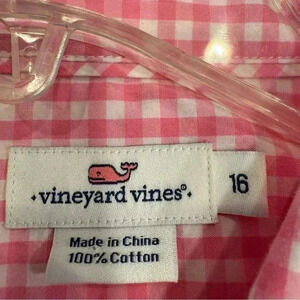 ·vineyard vines®·
16
Made in China
100% Cotton